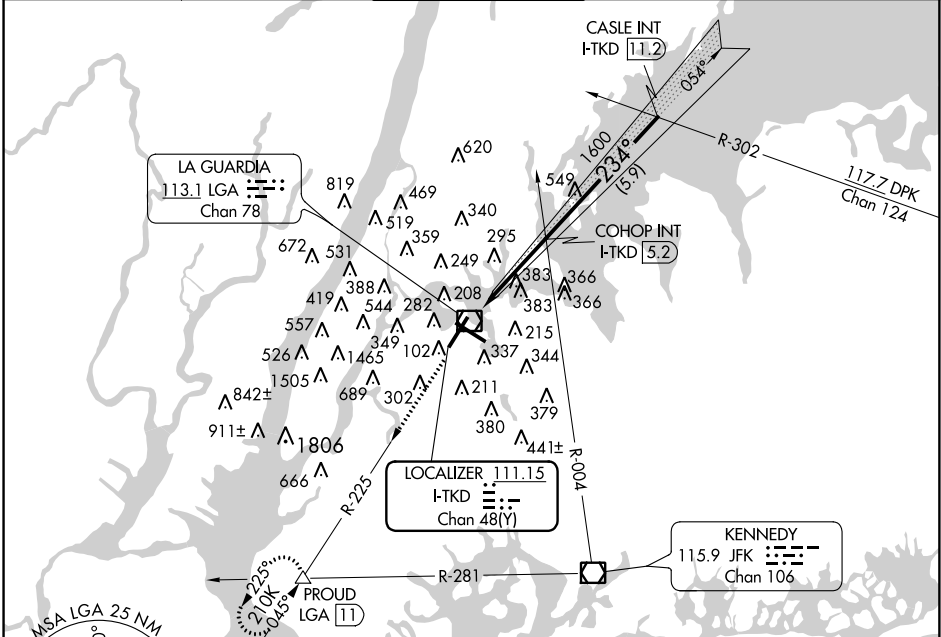 CASLE INT
I-TKD 11.2
054°
1600
234°
(5.9)
R-302
117.7 DPK
Chan 124
LA GUARDIA
113.1 LGA
Chan 78
620
819
469
519
340
549
359
295
COHOP INT
I-TKD 5.2
672
531
249
388
383
366
208
383
366
419
544
282
557
349
215
526
1465
102
337
344
1505
689
302
211
842±
379
380
911±
1806
441±
666
R-225
R-004
LOCALIZER 111.15
I-TKD
Chan 48(Y)
KENNEDY
115.9 JFK
Chan 106
R-281
225°
210K
045°
PROUD
LGA 11
MSA LGA 25 NM